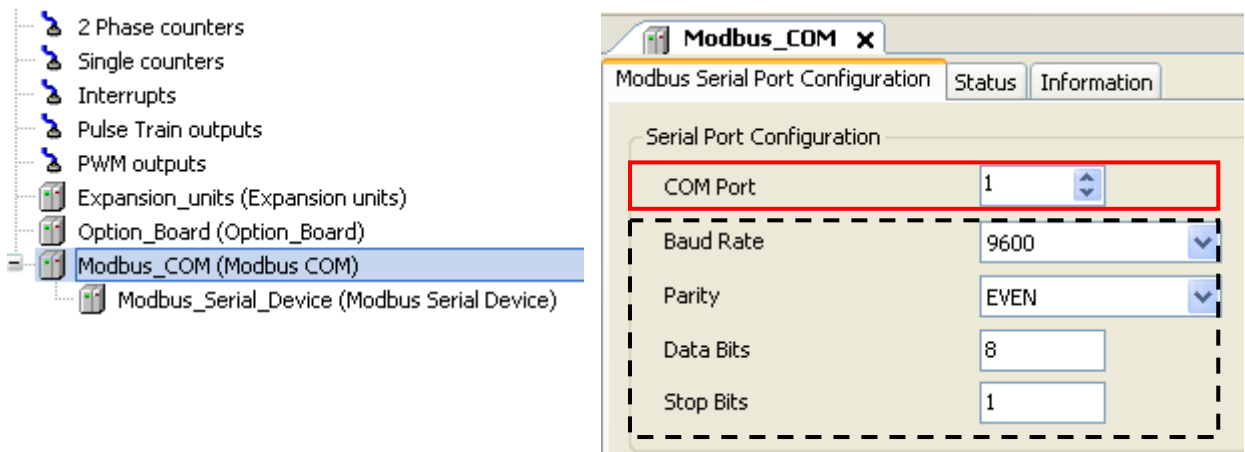 2 Phase counters
Single counters
Interrupts
Pulse Train outputs
PWM outputs
Expansion_units (Expansion units)
Option_Board (Option_Board)
Modbus_COM (Modbus COM)
Modbus_Serial_Device (Modbus Serial Device)
Modbus_COM x
Modbus Serial Port Configuration Status Information
Serial Port Configuration
COM Port 1
Baud Rate 9600
Parity EVEN
Data Bits 8
Stop Bits 1